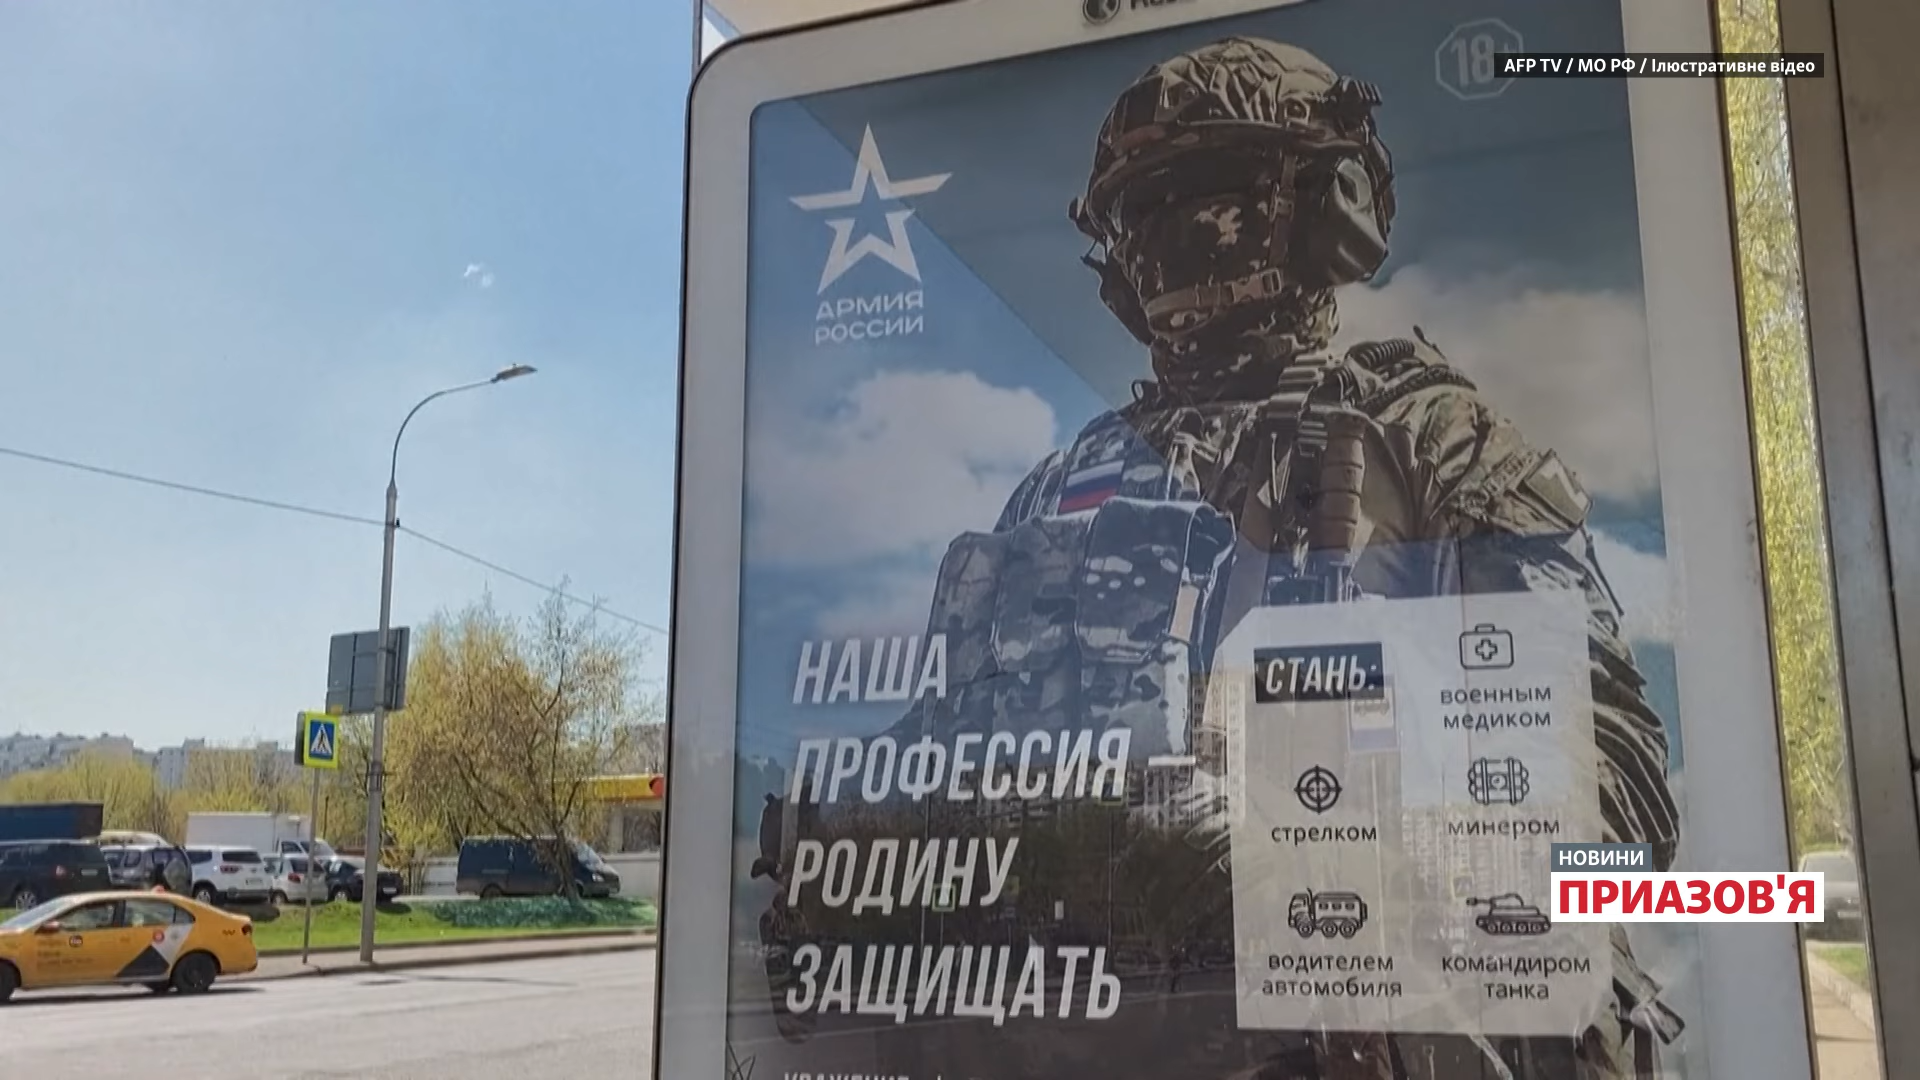 18+
AFP TV / МО РФ / Ілюстративне відео
АРМИЯ
РОССИИ
НАША
ПРОФЕССИЯ –
РОДИНУ
ЗАЩИЩАТЬ
СТАНЬ:
военным
медиком
стрелком
минером
водителем
автомобиля
командиром
танка
НОВИНИ
ПРИАЗОВ'Я